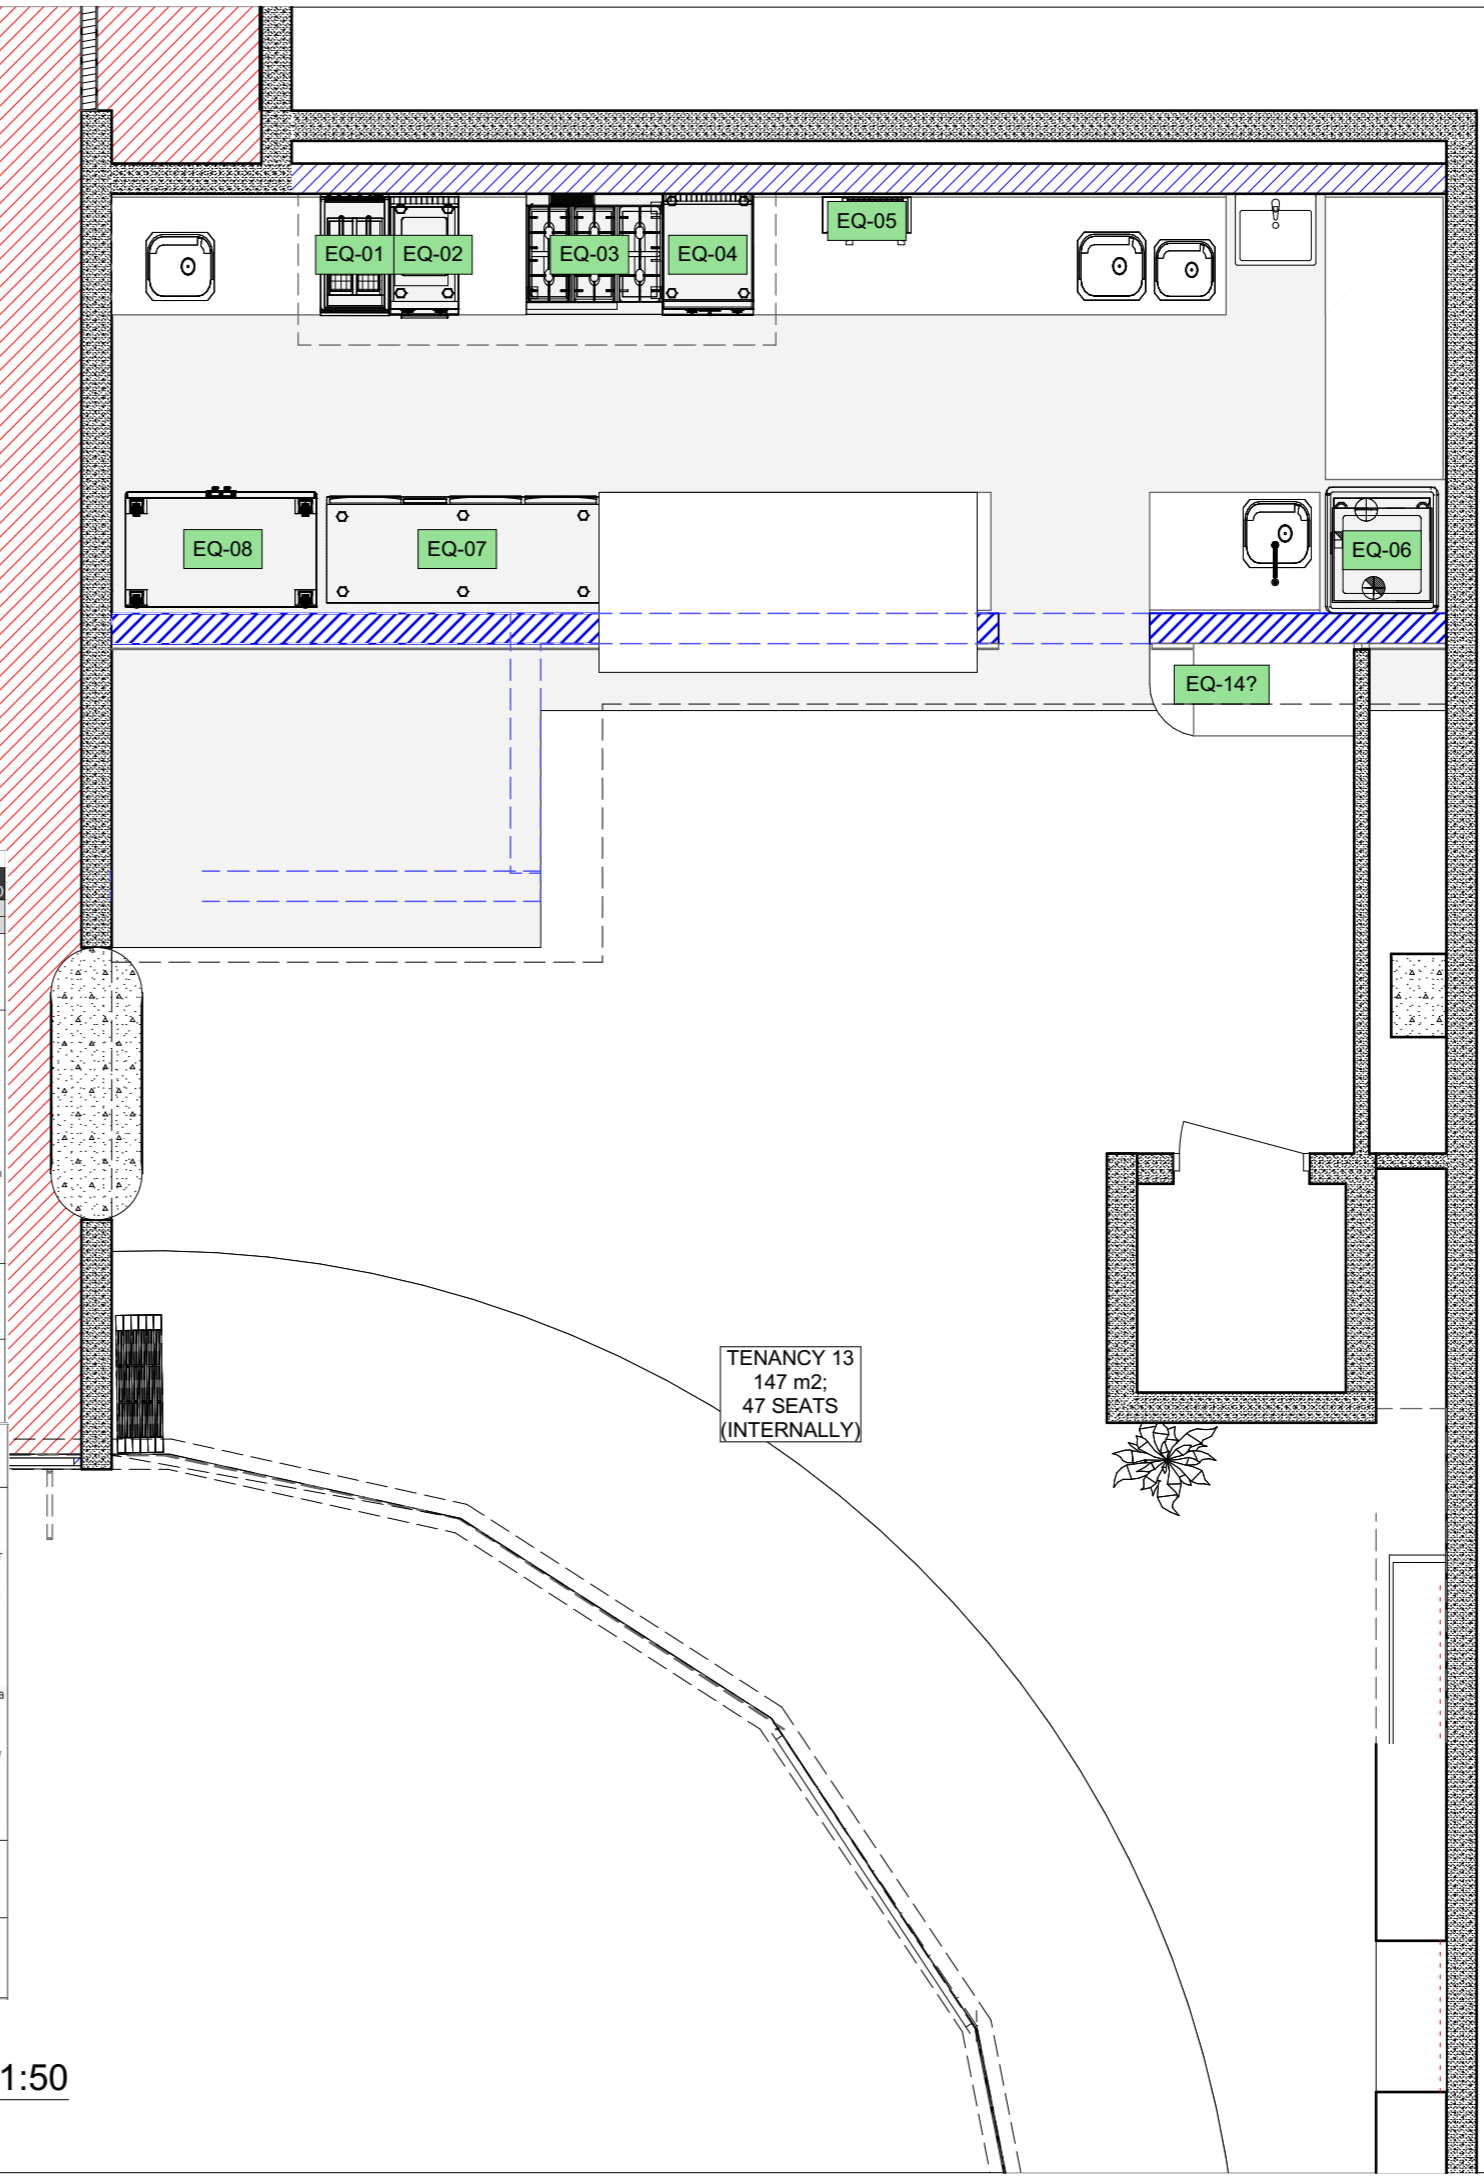 EQ-01
EQ-02
EQ-03
EQ-04
EQ-05
EQ-08
EQ-07
EQ-06
EQ-14?
TENANCY 13
147 m2;
47 SEATS
(INTERNALLY)
1:50